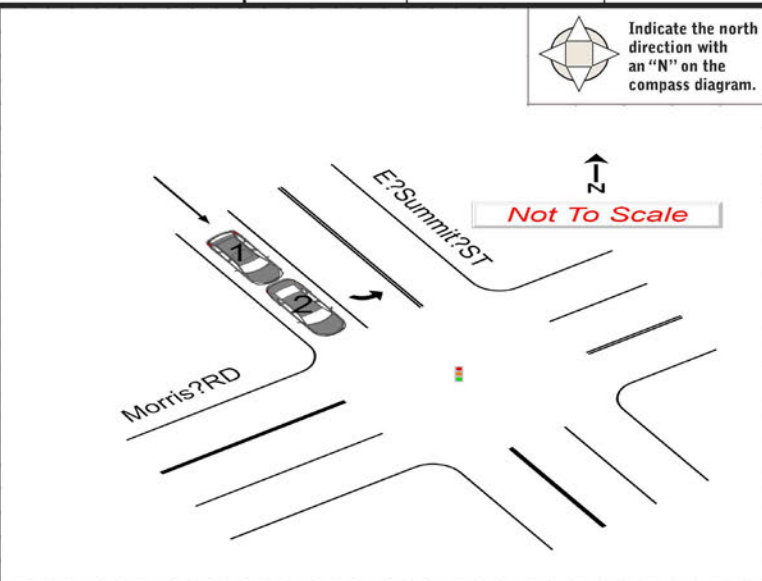 Indicate the north
direction with
an "N" on the
compass diagram.
N
Not To Scale
E?Summit?ST
1
2
Morris?RD